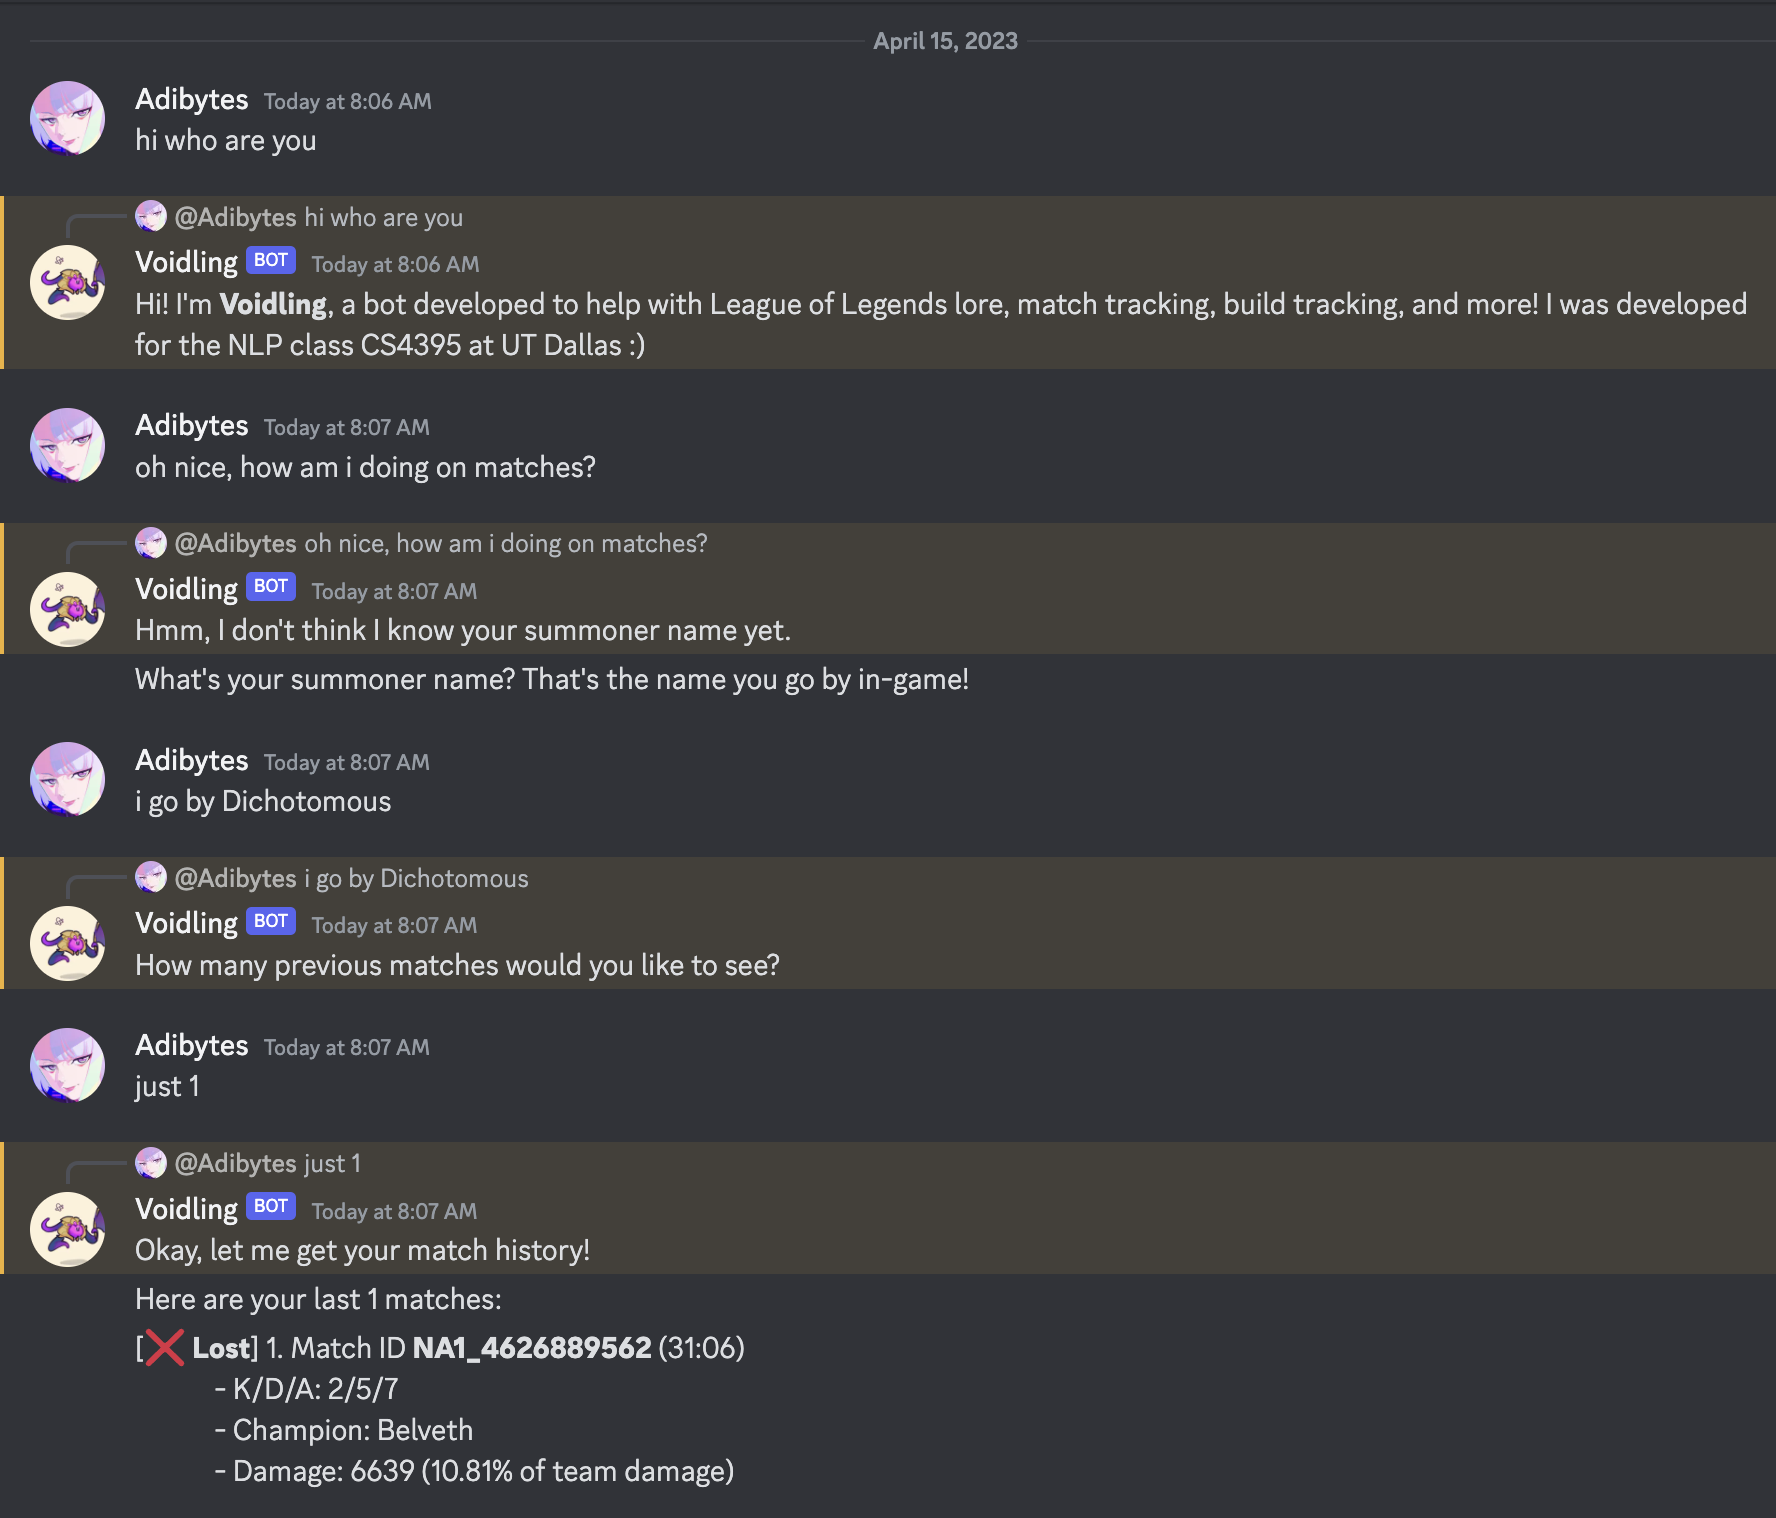 April 15, 2023
Adibytes Today at 8:06 AM
hi who are you
@Adibytes hi who are you
Voidling BOT Today at 8:06 AM
Hi! I'm Voidling, a bot developed to help with League of Legends lore, match tracking, build tracking, and more! I was developed
for the NLP class CS4395 at UT Dallas :)
Adibytes Today at 8:07 AM
oh nice, how am i doing on matches?
@Adibytes oh nice, how am i doing on matches?
Voidling BOT Today at 8:07 AM
Hmm, I don't think I know your summoner name yet.
What's your summoner name? That's the name you go by in-game!
Adibytes Today at 8:07 AM
i go by Dichotomous
@Adibytes i go by Dichotomous
Voidling BOT Today at 8:07 AM
How many previous matches would you like to see?
Adibytes Today at 8:07 AM
just 1
@Adibytes just 1
Voidling BOT Today at 8:07 AM
Okay, let me get your match history!
Here are your last 1 matches:
[❌ Lost] 1. Match ID NA1_4626889562 (31:06)
- K/D/A: 2/5/7
- Champion: Belveth
- Damage: 6639 (10.81% of team damage)